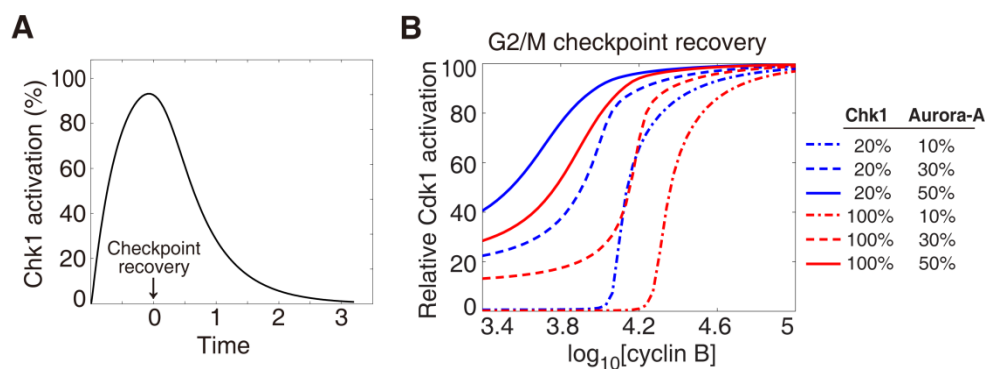 A
Chk1 activation (%)
100
80
60
40
20
0
Checkpoint
recovery
0
1
2
3
Time
B
G2/M checkpoint recovery
Relative Cdk1 activation
100
80
60
40
20
0
3.4
3.8
4.2
4.6
5
log10[cyclin B]
Chk1 Aurora-A
20% 10%
20% 30%
20% 50%
100% 10%
100% 30%
100% 50%